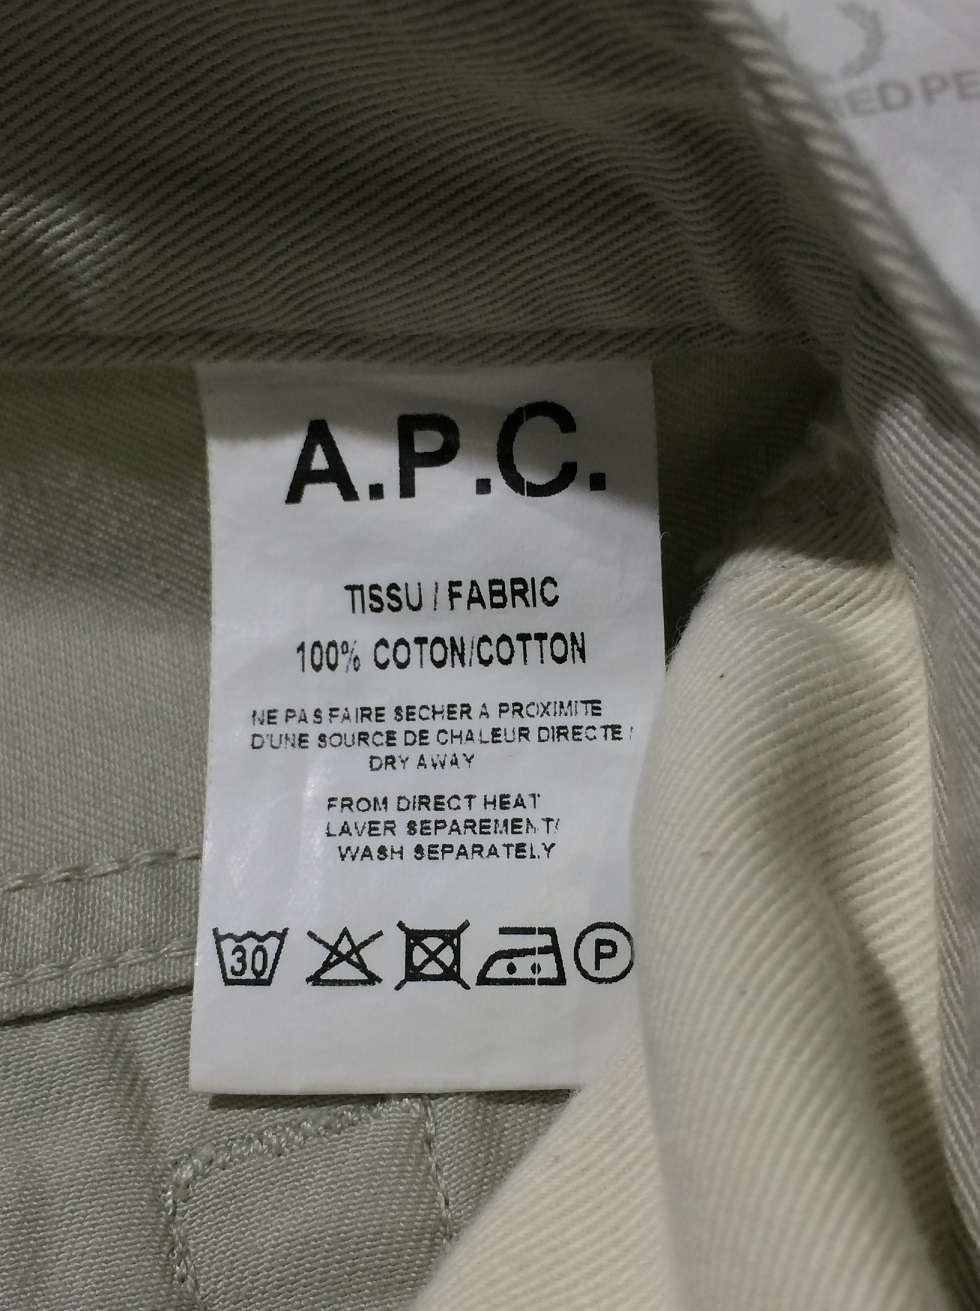 A.P.C.
TISSU / FABRIC
100% COTON/COTTON
NE PAS FAIRE SECHER A PROXIMITE
D'UNE SOURCE DE CHALEUR DIRECTE /
DRY AWAY
FROM DIRECT HEAT
LAVER SEPAREMENT/
WASH SEPARATELY
30
P